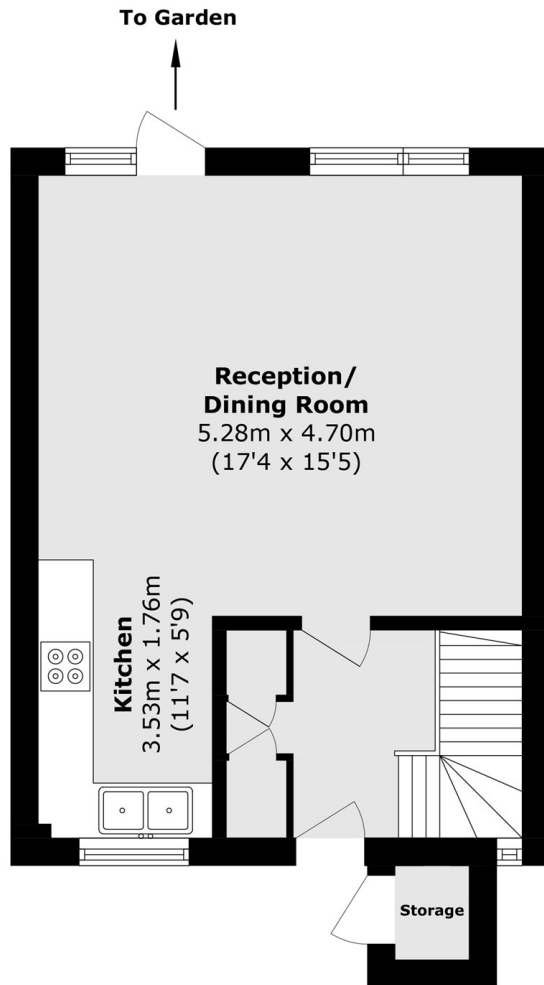 To Garden
Reception/
Dining Room
5.28m x 4.70m
(17'4 x 15'5)
Kitchen
3.53m x 1.76m
(11'7 x 5'9)
Storage